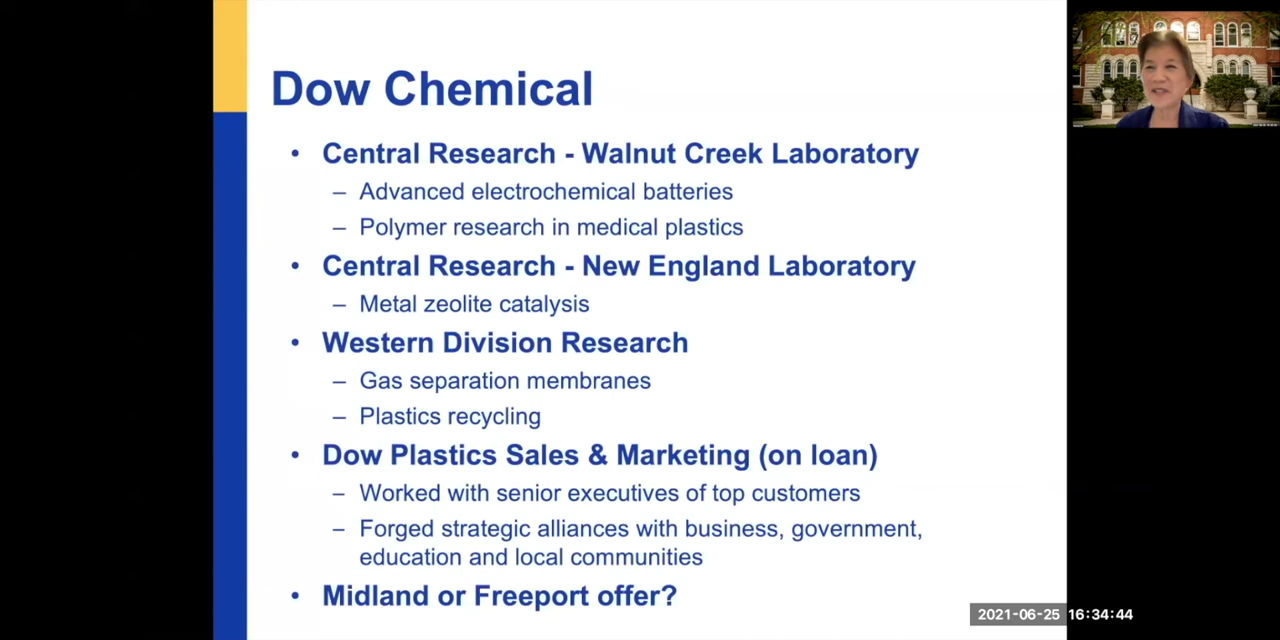 Dow Chemical
• Central Research - Walnut Creek Laboratory
– Advanced electrochemical batteries
– Polymer research in medical plastics
• Central Research - New England Laboratory
– Metal zeolite catalysis
• Western Division Research
– Gas separation membranes
– Plastics recycling
• Dow Plastics Sales & Marketing (on loan)
– Worked with senior executives of top customers
– Forged strategic alliances with business, government,
education and local communities
• Midland or Freeport offer?
2021-06-25 16:34:44